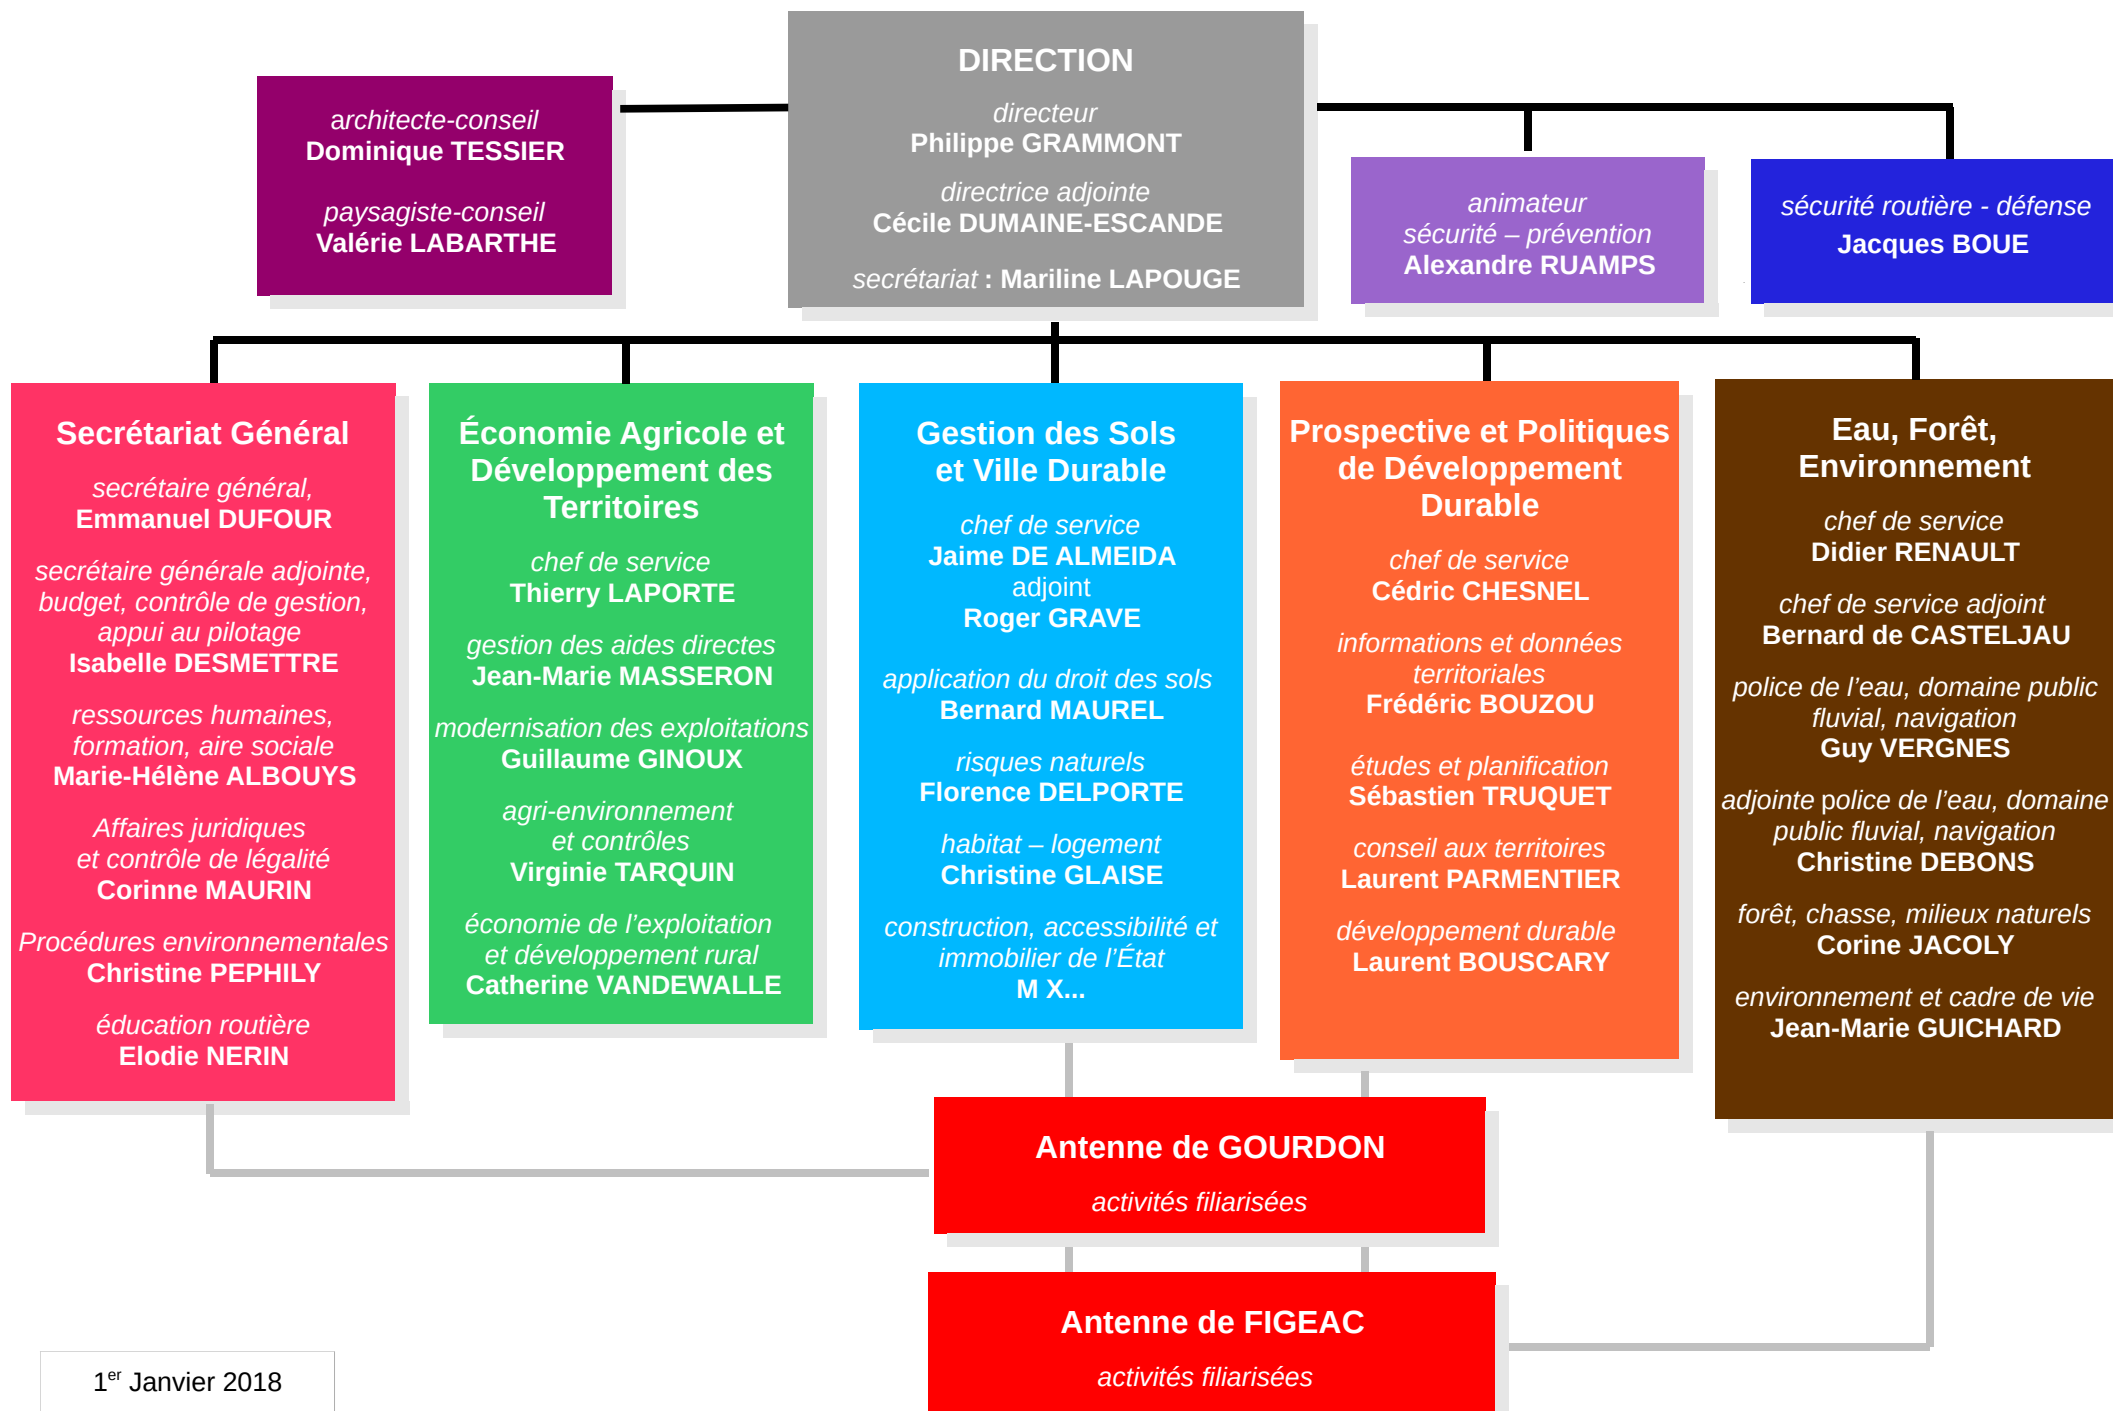 DIRECTION
directeur
Philippe GRAMMONT
directrice adjointe
Cécile DUMAINE-ESCANDE
secrétariat : Mariline LAPOUGE
architecte-conseil
Dominique TESSIER
paysagiste-conseil
Valérie LABARTHE
animateur
sécurité – prévention
Alexandre RUAMPS
sécurité routière - défense
Jacques BOUE
Secrétariat Général
secrétaire général,
Emmanuel DUFOUR
secrétaire générale adjointe,
budget, contrôle de gestion,
appui au pilotage
Isabelle DESMETTRE
ressources humaines,
formation, aire sociale
Marie-Hélène ALBOUYS
Affaires juridiques
et contrôle de légalité
Corinne MAURIN
Procédures environnementales
Christine PEPHILY
éducation routière
Elodie NERIN
Économie Agricole et
Développement des
Territoires
chef de service
Thierry LAPORTE
gestion des aides directes
Jean-Marie MASSERON
modernisation des exploitations
Guillaume GINOUX
agri-environnement
et contrôles
Virginie TARQUIN
économie de l’exploitation
et développement rural
Catherine VANDEWALLE
Gestion des Sols
et Ville Durable
chef de service
Jaime DE ALMEIDA
adjoint
Roger GRAVE
application du droit des sols
Bernard MAUREL
risques naturels
Florence DELPORTE
habitat – logement
Christine GLAISE
construction, accessibilité et
immobilier de l’État
M X...
Prospective et Politiques
de Développement
Durable
chef de service
Cédric CHESNEL
informations et données
territoriales
Frédéric BOUZOU
études et planification
Sébastien TRUQUET
conseil aux territoires
Laurent PARMENTIER
développement durable
Laurent BOUSCARY
Eau, Forêt,
Environnement
chef de service
Didier RENAULT
chef de service adjoint
Bernard de CASTELJAU
police de l’eau, domaine public
fluvial, navigation
Guy VERGNES
adjointe police de l’eau, domaine
public fluvial, navigation
Christine DEBONS
forêt, chasse, milieux naturels
Corine JACOLY
environnement et cadre de vie
Jean-Marie GUICHARD
Antenne de GOURDON
activités filiarisées
Antenne de FIGEAC
activités filiarisées
1er Janvier 2018